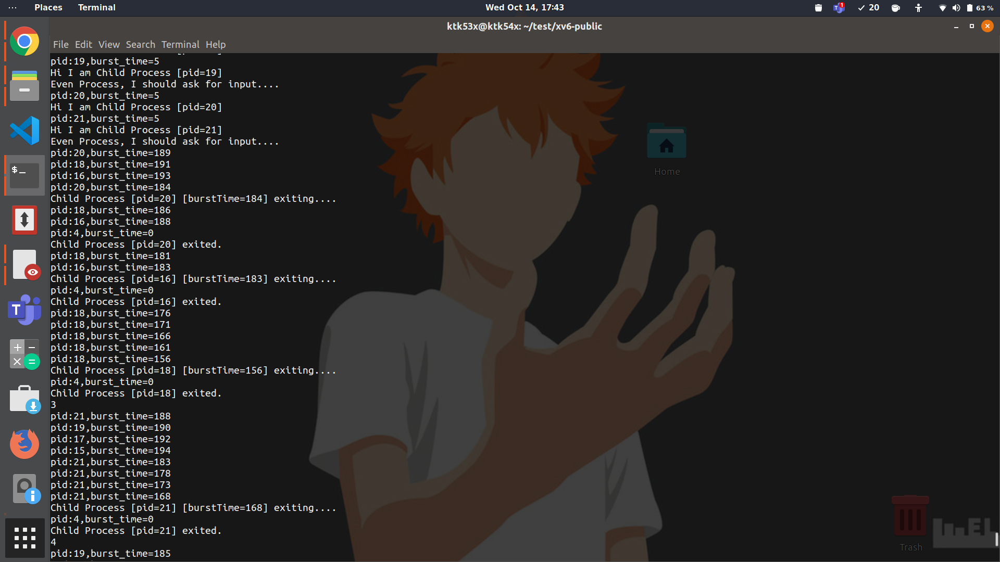 Places Terminal Wed Oct 14, 17:43 1 20 63 %
ktk53x@ktk54x: ~/test/xv6-public
File Edit View Search Terminal Help
pid:19,burst_time=5
Hi I am Child Process [pid=19]
Even Process, I should ask for input....
pid:20,burst_time=5
Hi I am Child Process [pid=20]
pid:21,burst_time=5
Hi I am Child Process [pid=21]
Even Process, I should ask for input....
pid:20,burst_time=189
pid:18,burst_time=191
pid:16,burst_time=193
pid:20,burst_time=184
Child Process [pid=20] [burstTime=184] exiting....
pid:18,burst_time=186
pid:16,burst_time=188
pid:4,burst_time=0
Child Process [pid=20] exited.
pid:18,burst_time=181
pid:16,burst_time=183
Child Process [pid=16] [burstTime=183] exiting....
pid:4,burst_time=0
Child Process [pid=16] exited.
pid:18,burst_time=176
pid:18,burst_time=171
pid:18,burst_time=166
pid:18,burst_time=161
pid:18,burst_time=156
Child Process [pid=18] [burstTime=156] exiting....
pid:4,burst_time=0
Child Process [pid=18] exited.
3
pid:21,burst_time=188
pid:19,burst_time=190
pid:17,burst_time=192
pid:15,burst_time=194
pid:21,burst_time=183
pid:21,burst_time=178
pid:21,burst_time=173
pid:21,burst_time=168
Child Process [pid=21] [burstTime=168] exiting....
pid:4,burst_time=0
Child Process [pid=21] exited.
4
pid:19,burst_time=185
Home
Trash
$_
T